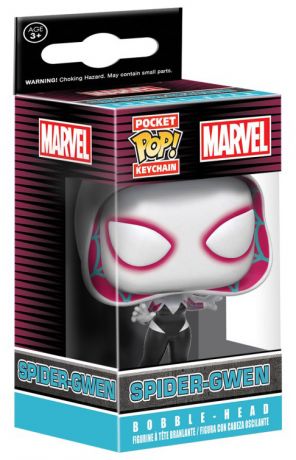 AGE
3+
WARNING! Choking Hazard. May contain small parts.
POCKET
POP!
KEYCHAIN
MARVEL
MARVEL
SPIDER-GWEN
SPIDER-GWEN
BOBBLE-HEAD
FIGURINE À TÊTE BRANLANTE / FIGURA CON CABEZA OSCILANTE